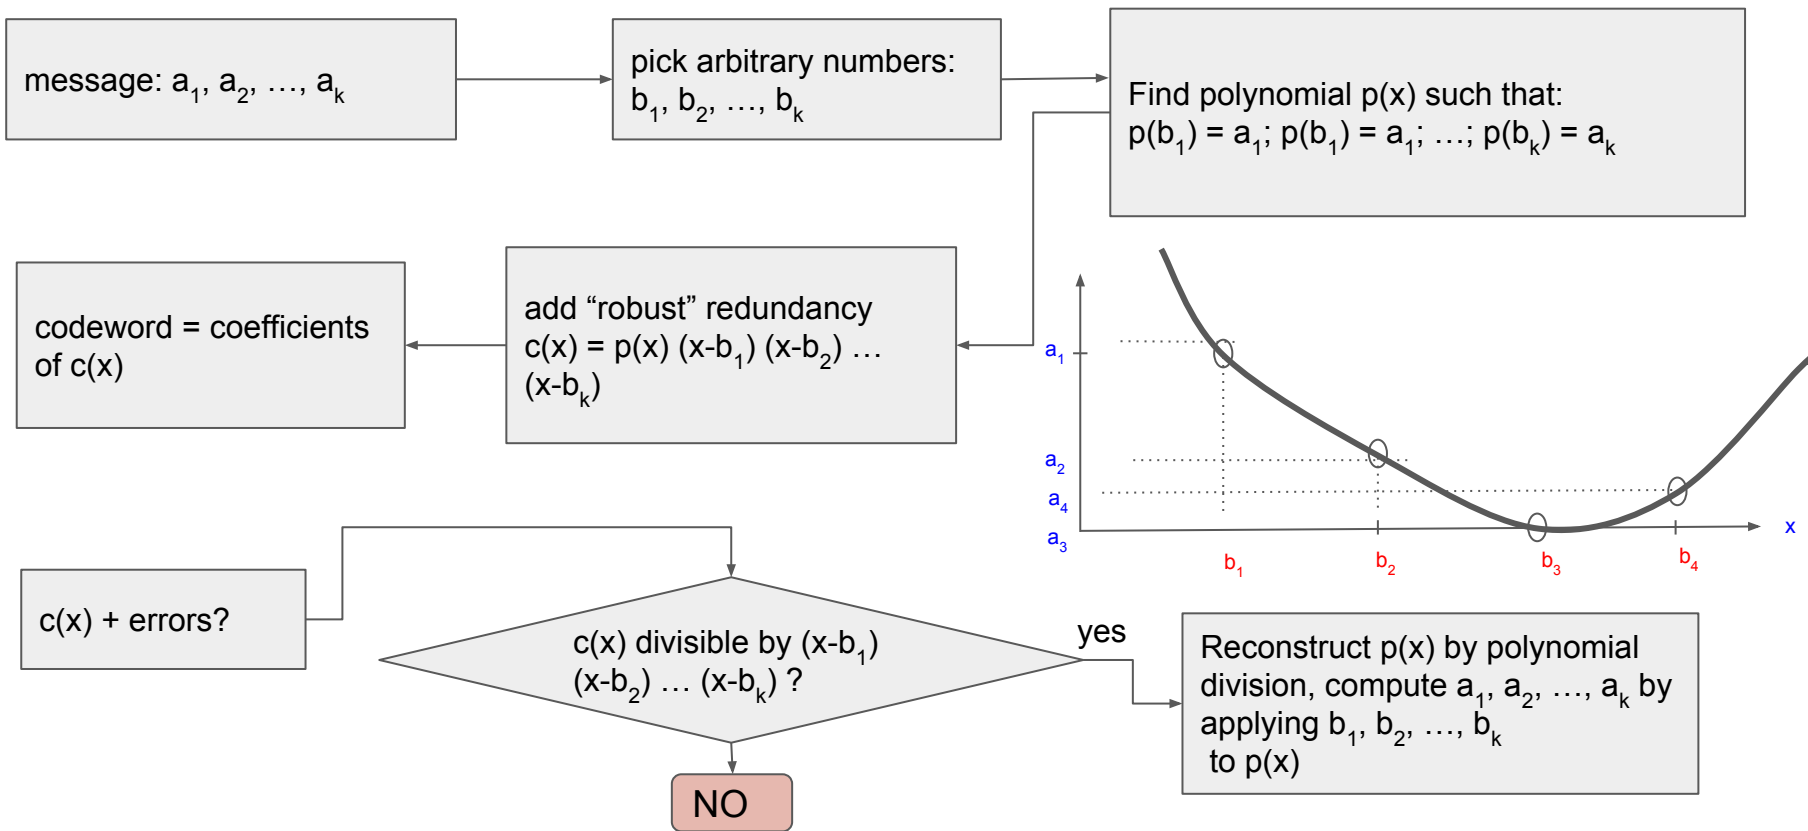 message: a₁, a₂, …, aₖ
pick arbitrary numbers:
b₁, b₂, …, bₖ
Find polynomial p(x) such that:
p(b₁) = a₁; p(b₁) = a₁; …; p(bₖ) = aₖ
codeword = coefficients
of c(x)
add “robust” redundancy
c(x) = p(x) (x-b₁) (x-b₂) …
(x-bₖ)
a₁
a₂
a₄
a₃
x
b₁
b₂
b₃
b₄
c(x) + errors?
c(x) divisible by (x-b₁)
(x-b₂) … (x-bₖ) ?
yes
Reconstruct p(x) by polynomial
division, compute a₁, a₂, …, aₖ by
applying b₁, b₂, …, bₖ
to p(x)
NO